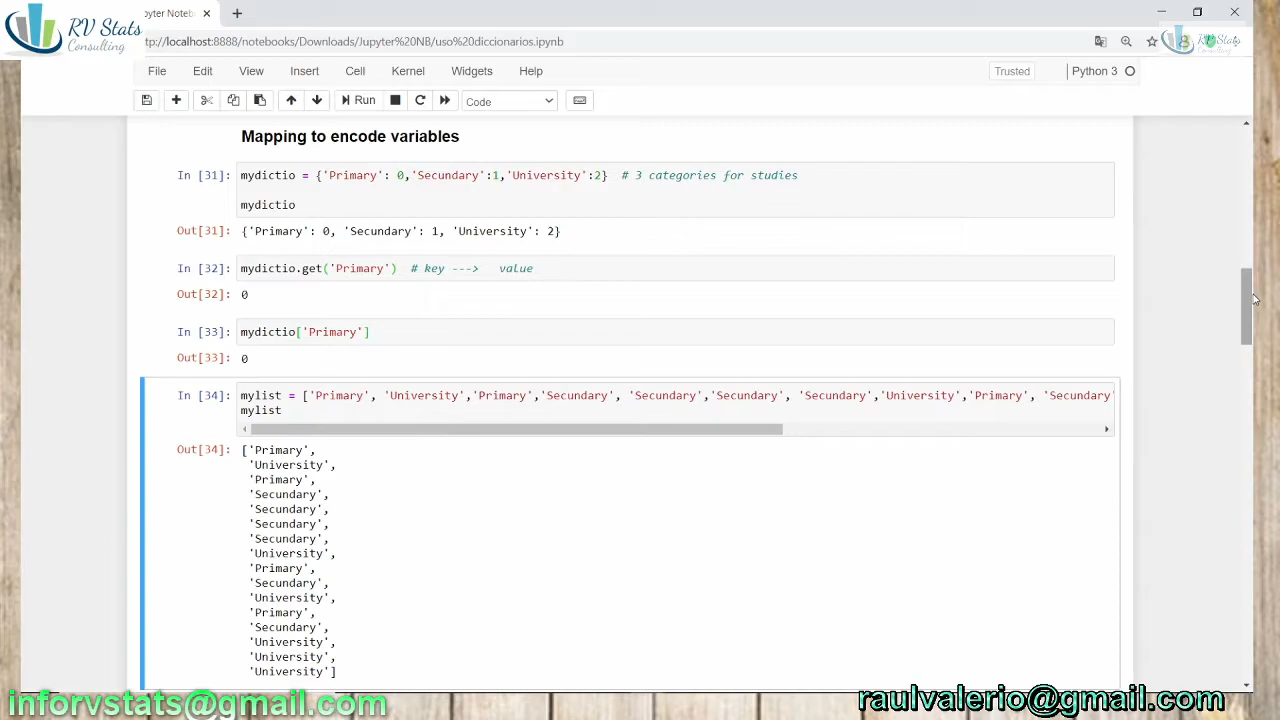 RV Stats
Consulting
pyter Noteb
ttp://localhost:8888/notebooks/Downloads/Jupyter%20NB/uso%20diccionarios.ipynb
File Edit View Insert Cell Kernel Widgets Help Trusted Python 3
Run Code
Mapping to encode variables
In [31]: mydictio = {'Primary': 0,'Secundary':1,'University':2} # 3 categories for studies
mydictio
Out[31]: {'Primary': 0, 'Secundary': 1, 'University': 2}
In [32]: mydictio.get('Primary') # key ---> value
Out[32]: 0
In [33]: mydictio['Primary']
Out[33]: 0
In [34]: mylist = ['Primary', 'University','Primary','Secundary', 'Secundary','Secundary', 'Secundary','University','Primary', 'Secundary'
mylist
Out[34]: ['Primary',
'University',
'Primary',
'Secundary',
'Secundary',
'Secundary',
'Secundary',
'University',
'Primary',
'Secundary',
'University',
'Primary',
'Secundary',
'University',
'University',
'University']
inforvstats@gmail.com
raulvalerio@gmail.com